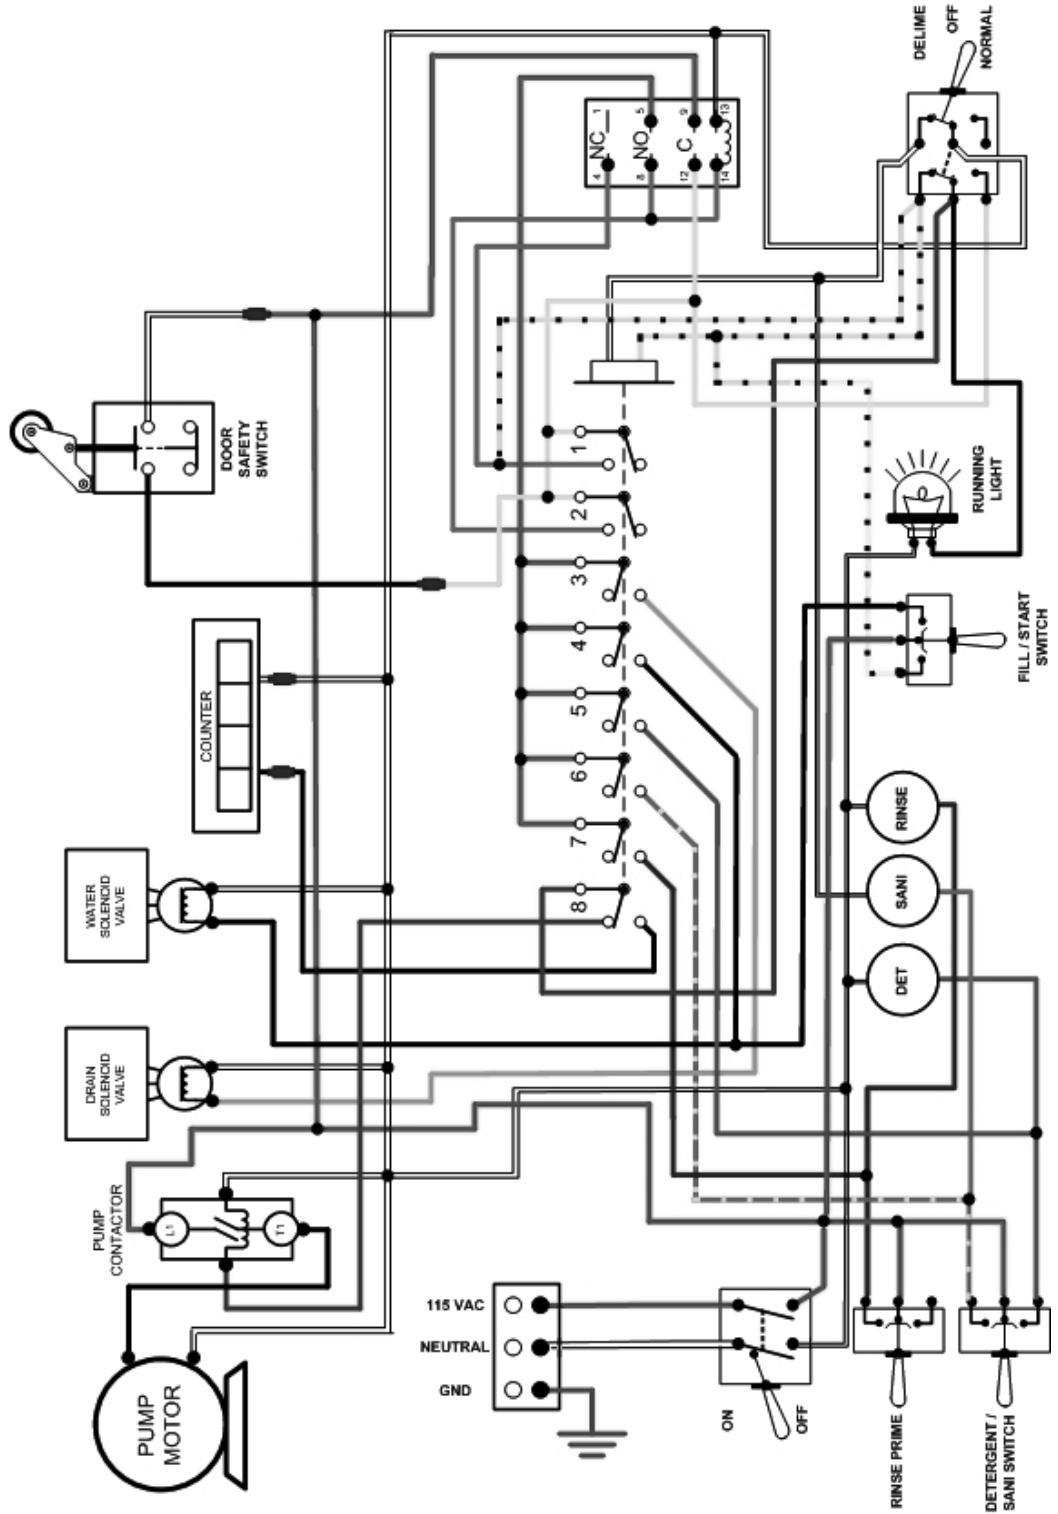 DELIME
OFF
NORMAL
NC
1
4
NO
5
8
C
9
12
13
14
DOOR
SAFETY
SWITCH
1
2
3
4
5
6
7
8
RUNNING
LIGHT
FILL / START
SWITCH
COUNTER
WATER
SOLENOID
VALVE
RINSE
SANI
DET
DRAIN
SOLENOID
VALVE
PUMP
CONTACTOR
L1
T1
115 VAC
NEUTRAL
GND
PUMP
MOTOR
ON
OFF
RINSE PRIME
DETERGENT /
SANI SWITCH